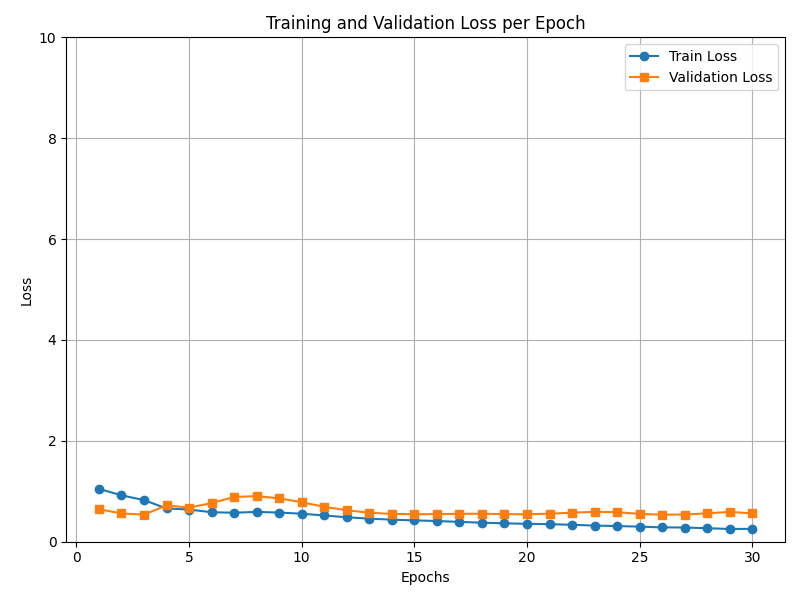 Training and Validation Loss per Epoch
10
8
6
4
2
0
Loss
Train Loss
Validation Loss
0 5 10 15 20 25 30
Epochs